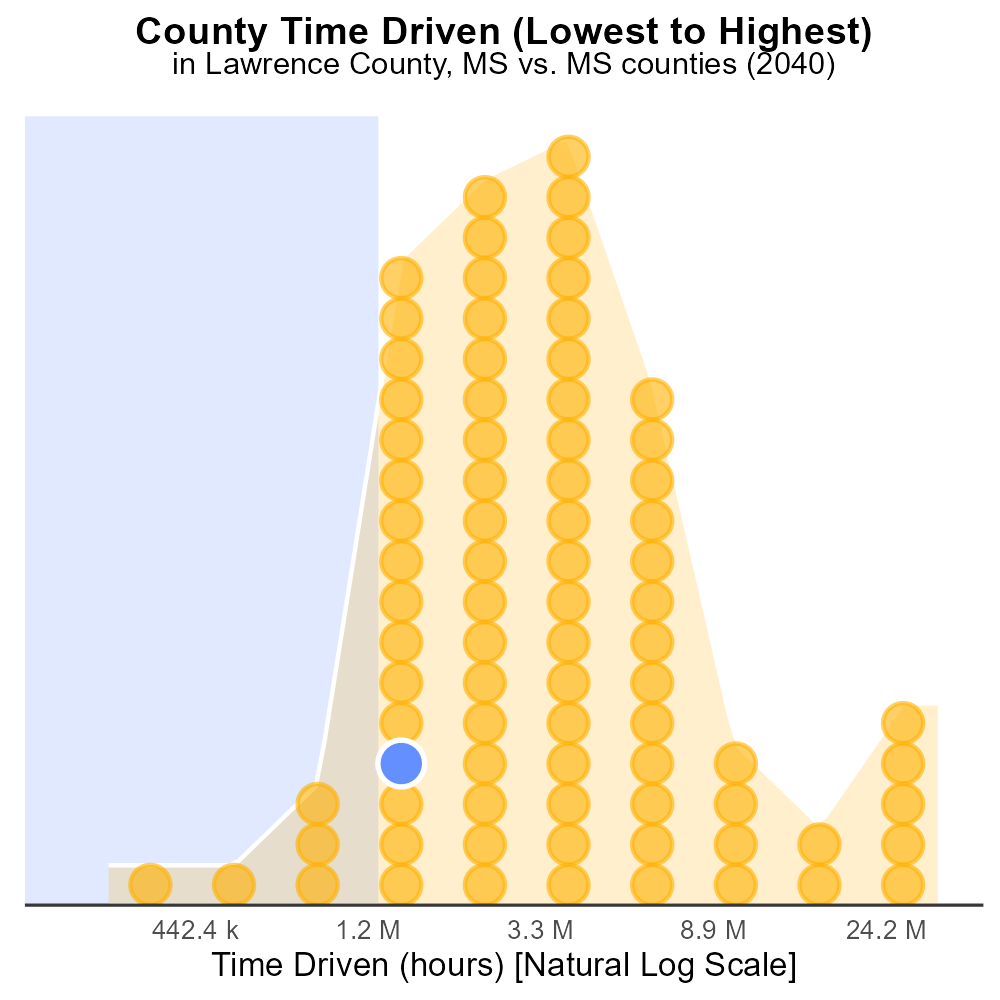 County Time Driven (Lowest to Highest)
in Lawrence County, MS vs. MS counties (2040)
442.4 k 1.2 M 3.3 M 8.9 M 24.2 M
Time Driven (hours) [Natural Log Scale]